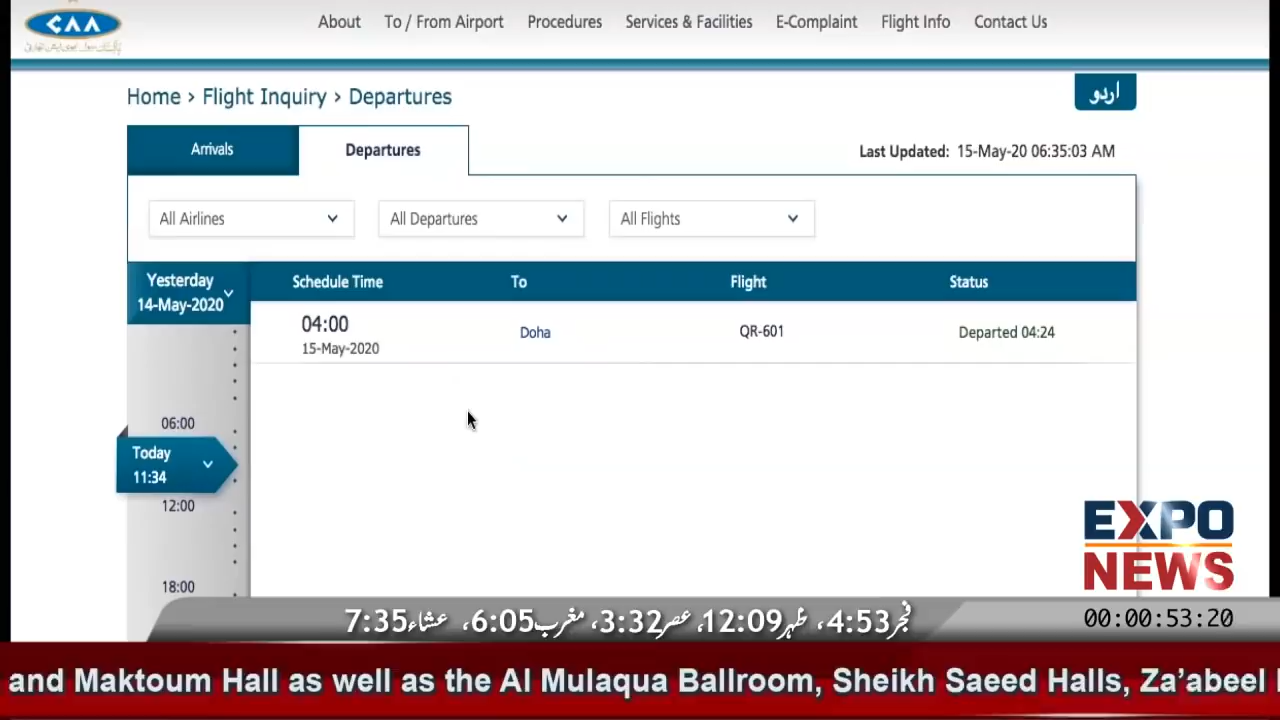 CAA
About To / From Airport Procedures Services & Facilities E-Complaint Flight Info Contact Us
Home > Flight Inquiry > Departures
اردو
Arrivals Departures
Last Updated: 15-May-20 06:35:03 AM
All Airlines All Departures All Flights
Yesterday
14-May-2020
Schedule Time To Flight Status
04:00
15-May-2020
Doha QR-601 Departed 04:24
06:00
Today
11:34
12:00
18:00
EXPO
NEWS
00:00:53:20
فجر4:53، ظہر12:09، عصر3:32، مغرب6:05، عشاء7:35
and Maktoum Hall as well as the Al Mulaqua Ballroom, Sheikh Saeed Halls, Za’abeel